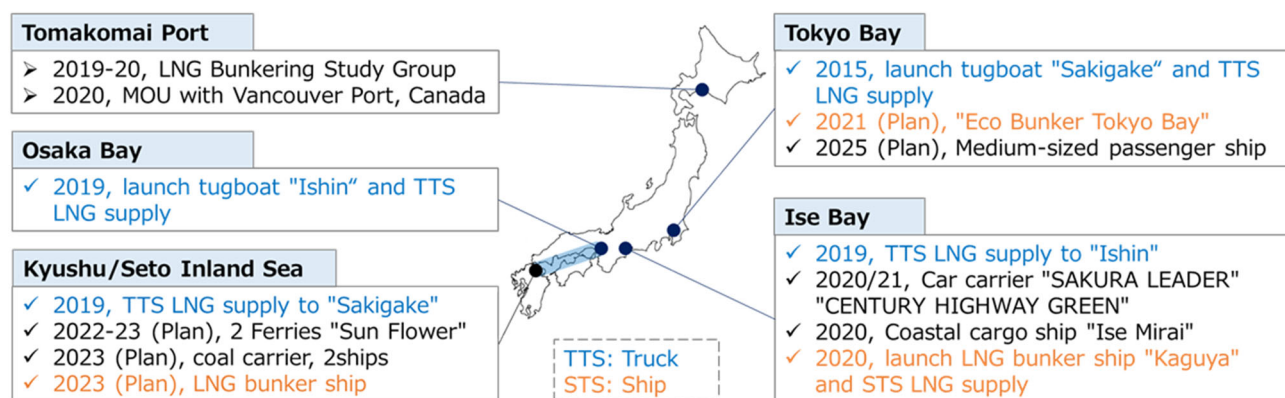 Tomakomai Port
➢ 2019-20, LNG Bunkering Study Group
➢ 2020, MOU with Vancouver Port, Canada
Osaka Bay
✓ 2019, launch tugboat "Ishin“ and TTS
LNG supply
Kyushu/Seto Inland Sea
✓ 2019, TTS LNG supply to "Sakigake"
✓ 2022-23 (Plan), 2 Ferries "Sun Flower"
✓ 2023 (Plan), coal carrier, 2ships
✓ 2023 (Plan), LNG bunker ship
TTS: Truck
STS: Ship
Tokyo Bay
✓ 2015, launch tugboat "Sakigake“ and TTS
LNG supply
✓ 2021 (Plan), "Eco Bunker Tokyo Bay"
✓ 2025 (Plan), Medium-sized passenger ship
Ise Bay
✓ 2019, TTS LNG supply to "Ishin"
✓ 2020/21, Car carrier "SAKURA LEADER"
"CENTURY HIGHWAY GREEN"
✓ 2020, Coastal cargo ship "Ise Mirai"
✓ 2020, launch LNG bunker ship "Kaguya"
and STS LNG supply